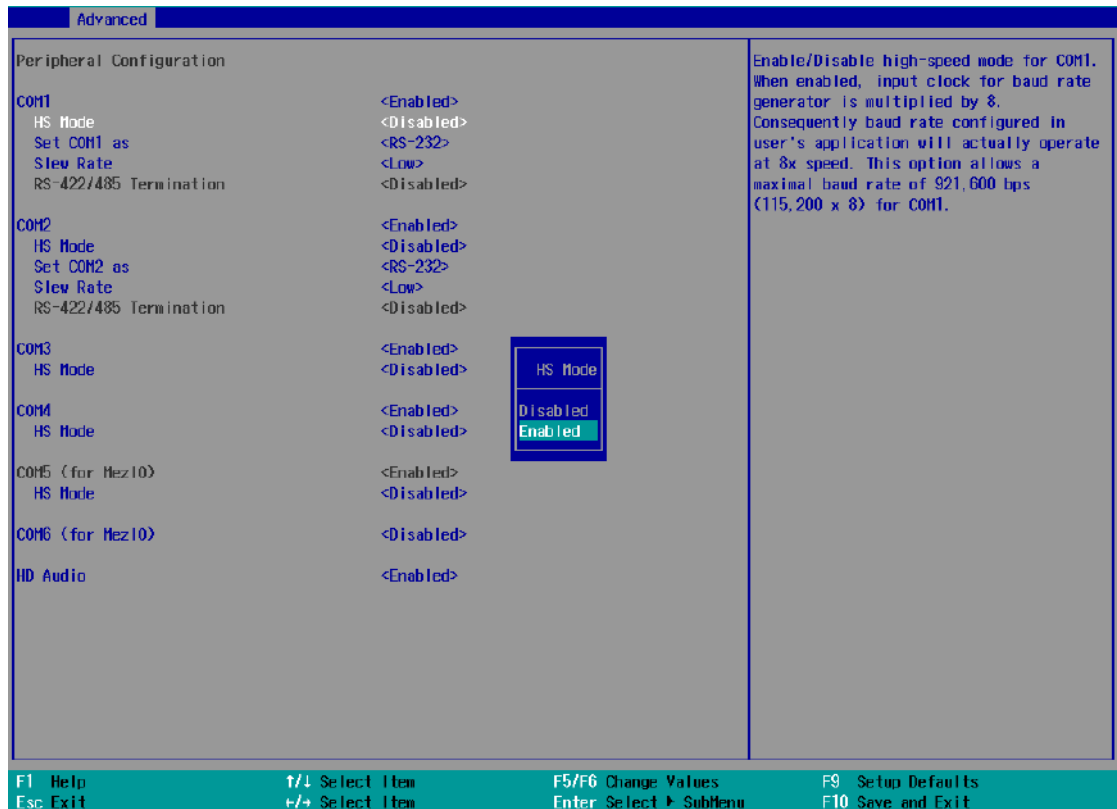 Advanced
Peripheral Configuration
COM1 <Enabled>
HS Mode <Disabled>
Set COM1 as <RS-232>
Slew Rate <Low>
RS-422/485 Termination <Disabled>
COM2 <Enabled>
HS Mode <Disabled>
Set COM2 as <RS-232>
Slew Rate <Low>
RS-422/485 Termination <Disabled>
COM3 <Enabled>
HS Mode <Disabled>
COM4 <Enabled>
HS Mode <Disabled>
COM5 (for MezIO) <Enabled>
HS Mode <Disabled>
COM6 (for MezIO) <Disabled>
HD Audio <Enabled>
HS Mode
Disabled
Enabled
Enable/Disable high-speed mode for COM1.
When enabled, input clock for baud rate
generator is multiplied by 8.
Consequently baud rate configured in
user's application will actually operate
at 8x speed. This option allows a
maximal baud rate of 921,600 bps
(115,200 x 8) for COM1.
F1 Help ↑/↓ Select Item F5/F6 Change Values F9 Setup Defaults
Esc Exit ←/→ Select Item Enter Select ▶ SubMenu F10 Save and Exit